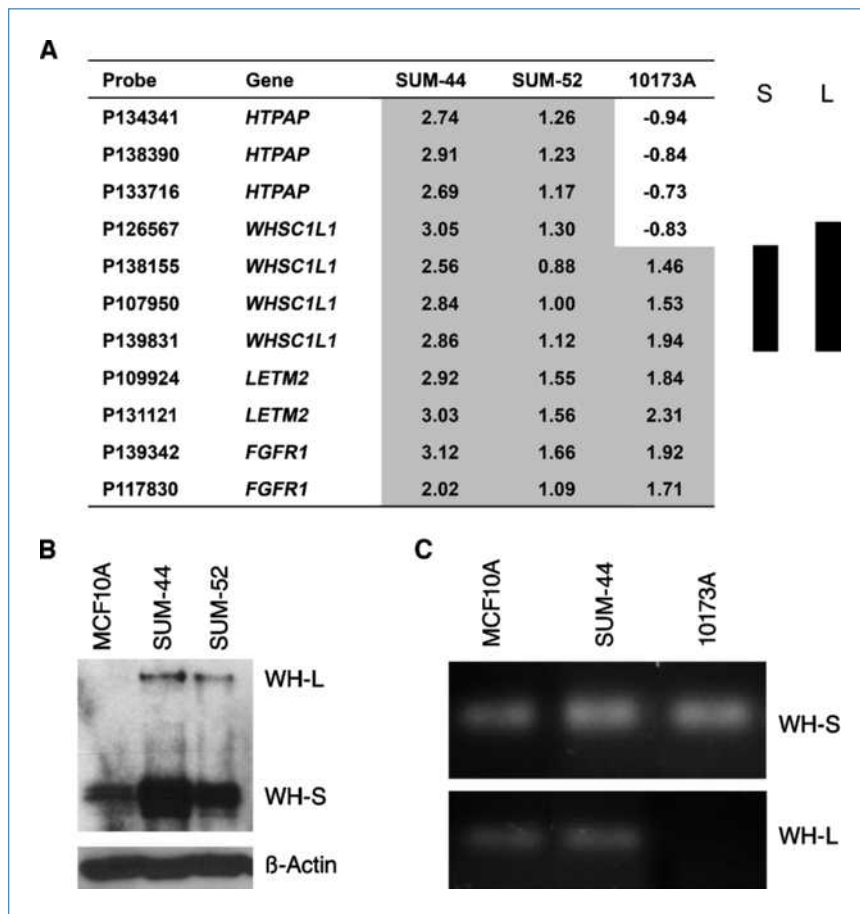 A
Probe Gene SUM-44 SUM-52 10173A S L
P134341 HTPAP 2.74 1.26 -0.94
P138390 HTPAP 2.91 1.23 -0.84
P133716 HTPAP 2.69 1.17 -0.73
P126567 WHSC1L1 3.05 1.30 -0.83
P138155 WHSC1L1 2.56 0.88 1.46
P107950 WHSC1L1 2.84 1.00 1.53
P139831 WHSC1L1 2.86 1.12 1.94
P109924 LETM2 2.92 1.55 1.84
P131121 LETM2 3.03 1.56 2.31
P139342 FGFR1 3.12 1.66 1.92
P117830 FGFR1 2.02 1.09 1.71
B
MCF10A
SUM-44
SUM-52
WH-L
WH-S
ß-Actin
C
MCF10A
SUM-44
10173A
WH-S
WH-L